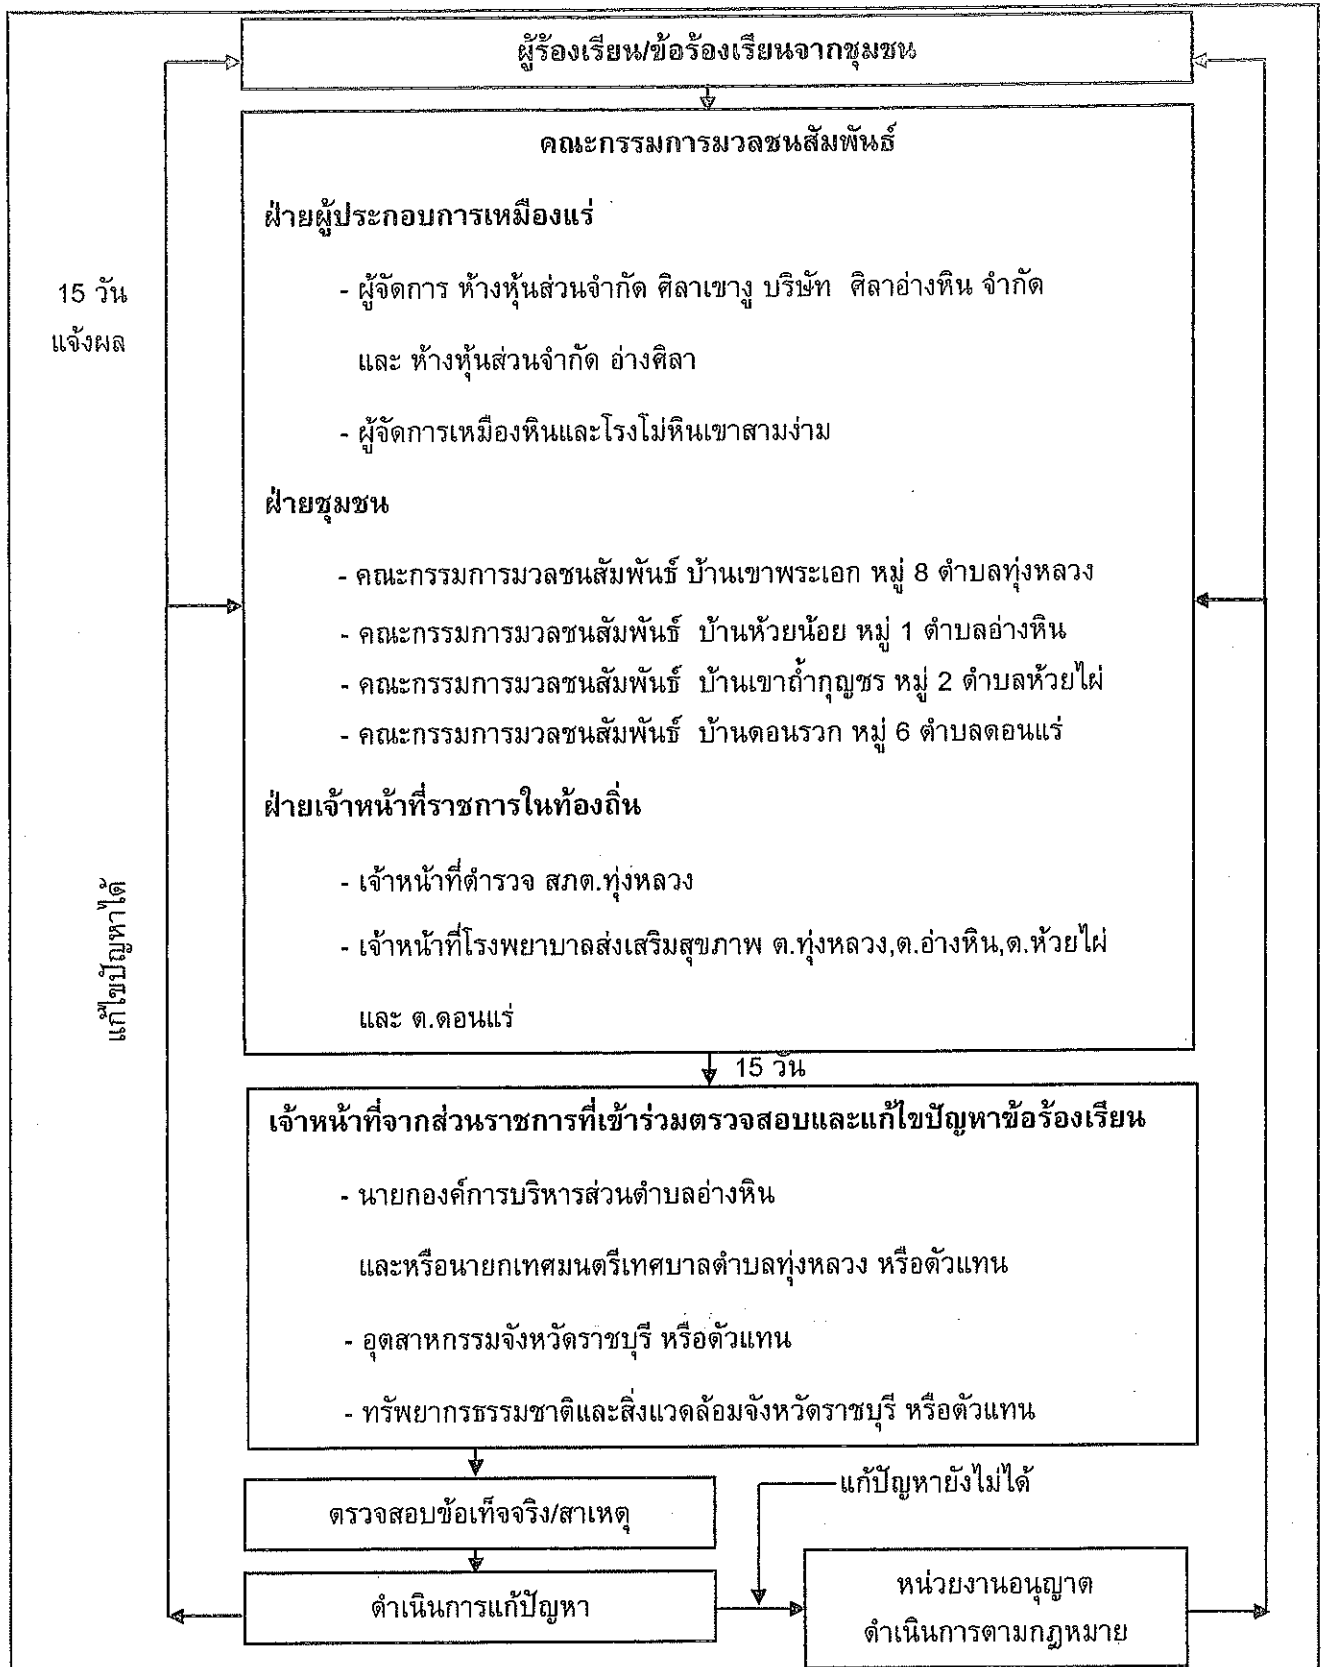 ผู้ร้องเรียน/ข้อร้องเรียนจากชุมชน
คณะกรรมการมวลชนสัมพันธ์
ฝ่ายผู้ประกอบการเหมืองแร่
- ผู้จัดการ ห้างหุ้นส่วนจำกัด ศิลาเขางู บริษัท ศิลาอ่างหิน จำกัด
และ ห้างหุ้นส่วนจำกัด อ่างศิลา
- ผู้จัดการเหมืองหินและโรงโม่หินเขาสามง่าม
15 วัน
แจ้งผล
ฝ่ายชุมชน
- คณะกรรมการมวลชนสัมพันธ์ บ้านเขาพระเอก หมู่ 8 ตำบลทุ่งหลวง
- คณะกรรมการมวลชนสัมพันธ์ บ้านห้วยน้อย หมู่ 1 ตำบลอ่างหิน
- คณะกรรมการมวลชนสัมพันธ์ บ้านเขาถ้ำกุญชร หมู่ 2 ตำบลห้วยไผ่
- คณะกรรมการมวลชนสัมพันธ์ บ้านดอนรวก หมู่ 6 ตำบลดอนแร่
ฝ่ายเจ้าหน้าที่ราชการในท้องถิ่น
- เจ้าหน้าที่ตำรวจ สภต.ทุ่งหลวง
- เจ้าหน้าที่โรงพยาบาลส่งเสริมสุขภาพ ต.ทุ่งหลวง,ต.อ่างหิน,ต.ห้วยไผ่
และ ต.ดอนแร่
แก้ไขปัญหาได้
15 วัน
เจ้าหน้าที่จากส่วนราชการที่เข้าร่วมตรวจสอบและแก้ไขปัญหาข้อร้องเรียน
- นายกองค์การบริหารส่วนตำบลอ่างหิน
และหรือนายกเทศมนตรีเทศบาลตำบลทุ่งหลวง หรือตัวแทน
- อุตสาหกรรมจังหวัดราชบุรี หรือตัวแทน
- ทรัพยากรธรรมชาติและสิ่งแวดล้อมจังหวัดราชบุรี หรือตัวแทน
แก้ปัญหายังไม่ได้
ตรวจสอบข้อเท็จจริง/สาเหตุ
ดำเนินการแก้ปัญหา
หน่วยงานอนุญาต
ดำเนินการตามกฎหมาย